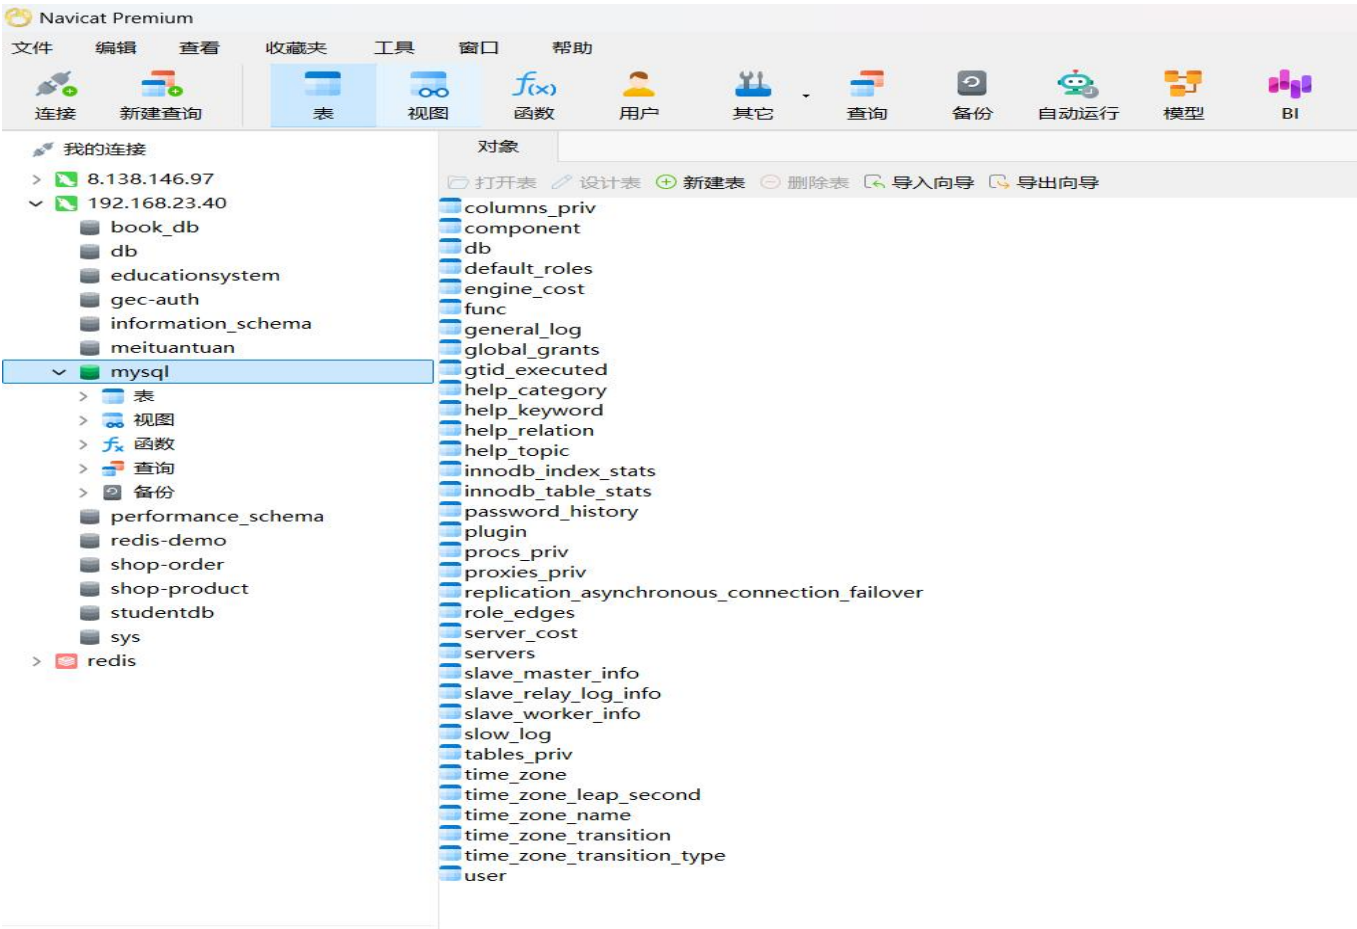 Navicat Premium
文件 编辑 查看 收藏夹 工具 窗口 帮助
连接 新建查询 表 视图 函数 用户 其它 查询 备份 自动运行 模型 BI
我的连接
8.138.146.97
192.168.23.40
book_db
db
educationsystem
gec-auth
information_schema
meituantuan
mysql
表
视图
函数
查询
备份
performance_schema
redis-demo
shop-order
shop-product
studentdb
sys
redis
对象
打开表 设计表 新建表 删除表 导入向导 导出向导
columns_priv
component
db
default_roles
engine_cost
func
general_log
global_grants
gtid_executed
help_category
help_keyword
help_relation
help_topic
innodb_index_stats
innodb_table_stats
password_history
plugin
procs_priv
proxies_priv
replication_asynchronous_connection_failover
role_edges
server_cost
servers
slave_master_info
slave_relay_log_info
slave_worker_info
slow_log
tables_priv
time_zone
time_zone_leap_second
time_zone_name
time_zone_transition
time_zone_transition_type
user